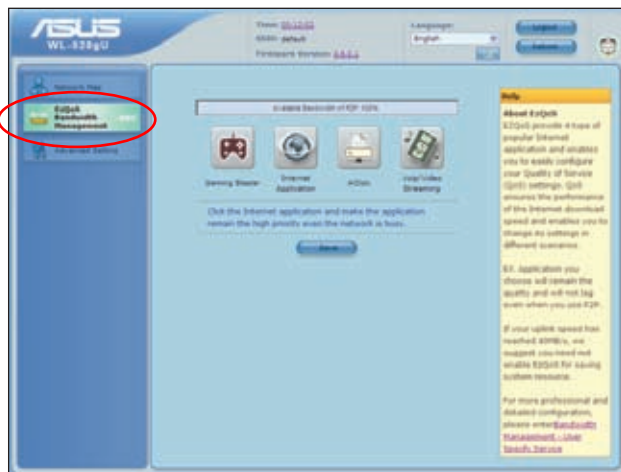 ASUS
WL-520gU
Time: 00:12:02
SSID: default
Firmware Version:
Language:
English
Logout
Reboot
Network Map
EzQoS
Bandwidth
Management
Advanced Setting
Available Bandwidth of P2P 100%
Gaming Blaster
Internet
Application
AiDisk
Voip/Video
Streaming
Click the Internet application and make the application
remain the high priority even the network is busy.
Save
Help
About EzQoS
EZQoS provide 4 type of
popular Internet
application and enables
you to easily configure
your Quality of Service
(QoS) settings. QoS
ensures the performance
of the Internet download
speed and enables you to
change its settings in
different scenarios.
EX. Application you
choose will remain the
quality and will not lag
even when you use P2P.
If your uplink speed has
reached 40MB/s, we
suggest you need not
enable EzQoS for saving
system resource.
For more professional and
detailed configuration,
please enter Bandwidth
Management - User
Specify Service